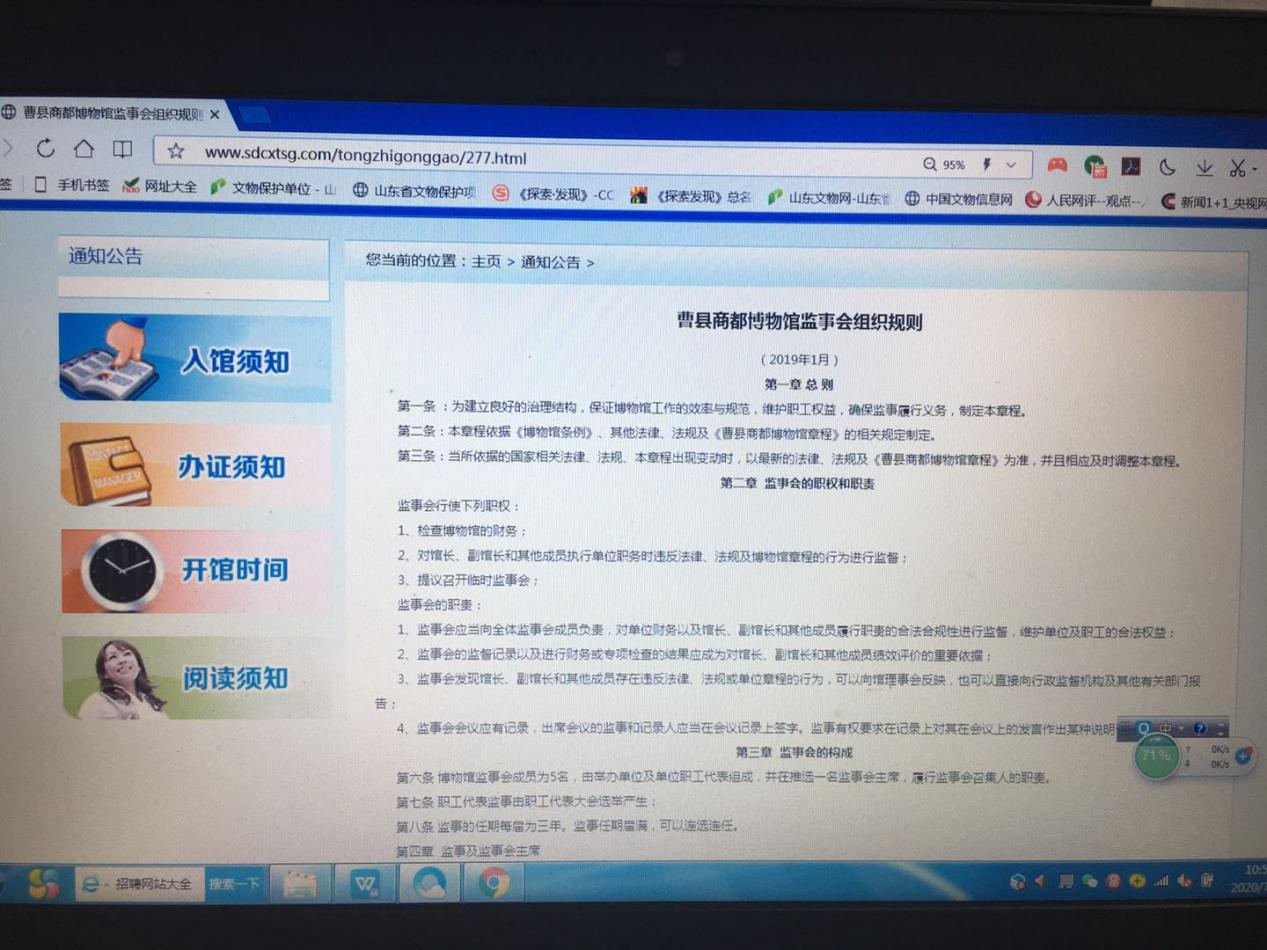 曹县商都博物馆监事会组织规则
www.sdcxtsg.com/tongzhigonggao/277.html
95%
签 手机书签 网址大全 文物保护单位 - 山 山东省文物保护项 《探索·发现》-CC 《探索发现》总名 山东文物网-山东省 中国文物信息网 人民网评--观点-- 新闻1+1_央视网
通知公告
您当前的位置：主页 > 通知公告 >
入馆须知
MANAGER
办证须知
开馆时间
阅读须知
曹县商都博物馆监事会组织规则
（ 2019年1月 ）
第一章 总 则
第一条 ：为建立良好的治理结构，保证博物馆工作的效率与规范，维护职工权益，确保监事履行义务，制定本章程。
第二条：本章程依据《博物馆条例》、其他法律、法规及《曹县商都博物馆章程》的相关规定制定。
第三条：当所依据的国家相关法律、法规、本章程出现变动时，以最新的法律、法规及《曹县商都博物馆章程》为准，并且相应及时调整本章程。
第二章 监事会的职权和职责
监事会行使下列职权：
1、检查博物馆的财务；
2、对馆长、副馆长和其他成员执行单位职务时违反法律、法规及博物馆章程的行为进行监督；
3、提议召开临时监事会；
监事会的职责：
1、监事会应当向全体监事会成员负责，对单位财务以及馆长、副馆长和其他成员履行职责的合法合规性进行监督，维护单位及职工的合法权益；
2、监事会的监督记录以及进行财务或专项检查的结果应成为对馆长、副馆长和其他成员绩效评价的重要依据；
3、监事会发现馆长、副馆长和其他成员存在违反法律、法规或单位章程的行为，可以向馆理事会反映，也可以直接向行政监督机构及其他有关部门报
告；
4、监事会会议应有记录，出席会议的监事和记录人应当在会议记录上签字。监事有权要求在记录上对其在会议上的发言作出某种说明
中
第三章 监事会的构成
71%
0K/s
0K/s
第六条 博物馆监事会成员为5名，由举办单位及单位职工代表组成，并在推选一名监事会主席，履行监事会召集人的职责。
第七条 职工代表监事由职工代表大会选举产生；
第八条 监事的任期每届为三年。监事任期届满，可以连选连任。
第四章 监事及监事会主席
招聘网站大全 搜索一下
10:5
2020/7